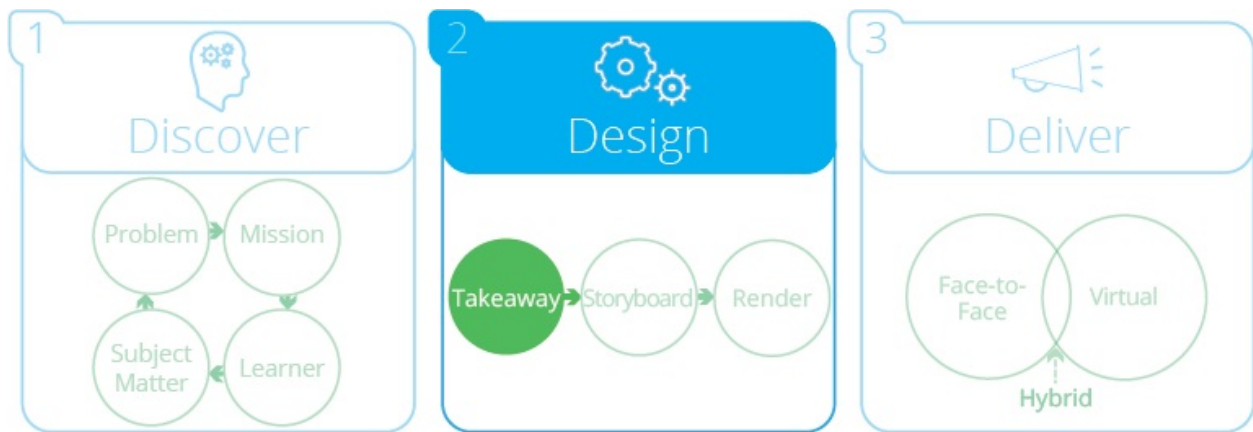 1
Discover
Problem
Mission
Subject
Matter
Learner
2
Design
Takeaway
Storyboard
Render
3
Deliver
Face-to-
Face
Virtual
Hybrid